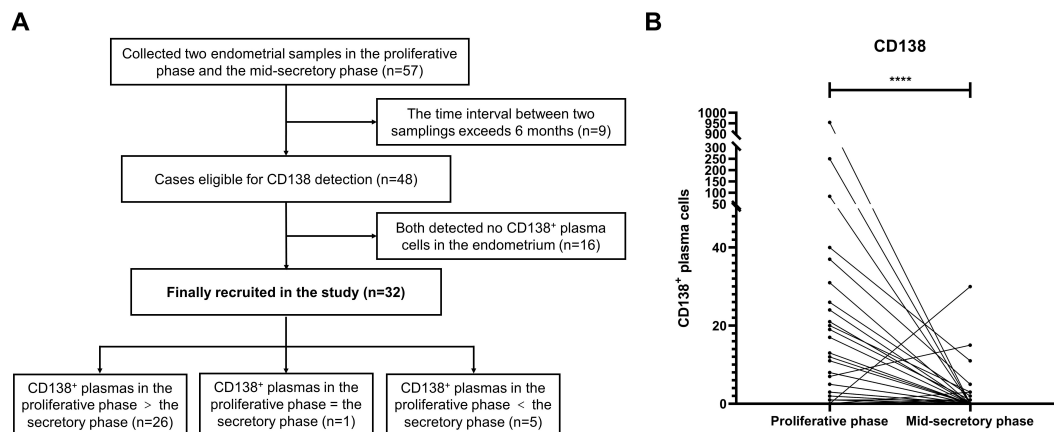 A
Collected two endometrial samples in the proliferative
phase and the mid-secretory phase (n=57)
The time interval between two
samplings exceeds 6 months (n=9)
Cases eligible for CD138 detection (n=48)
Both detected no CD138⁺ plasma
cells in the endometrium (n=16)
Finally recruited in the study (n=32)
CD138⁺ plasmas in the
proliferative phase > the
secretory phase (n=26)
CD138⁺ plasmas in the
proliferative phase = the
secretory phase (n=1)
CD138⁺ plasmas in the
proliferative phase < the
secretory phase (n=5)
B
CD138
****
CD138⁺ plasma cells
1000
950
900
300
250
200
150
100
50
40
20
0
Proliferative phase
Mid-secretory phase